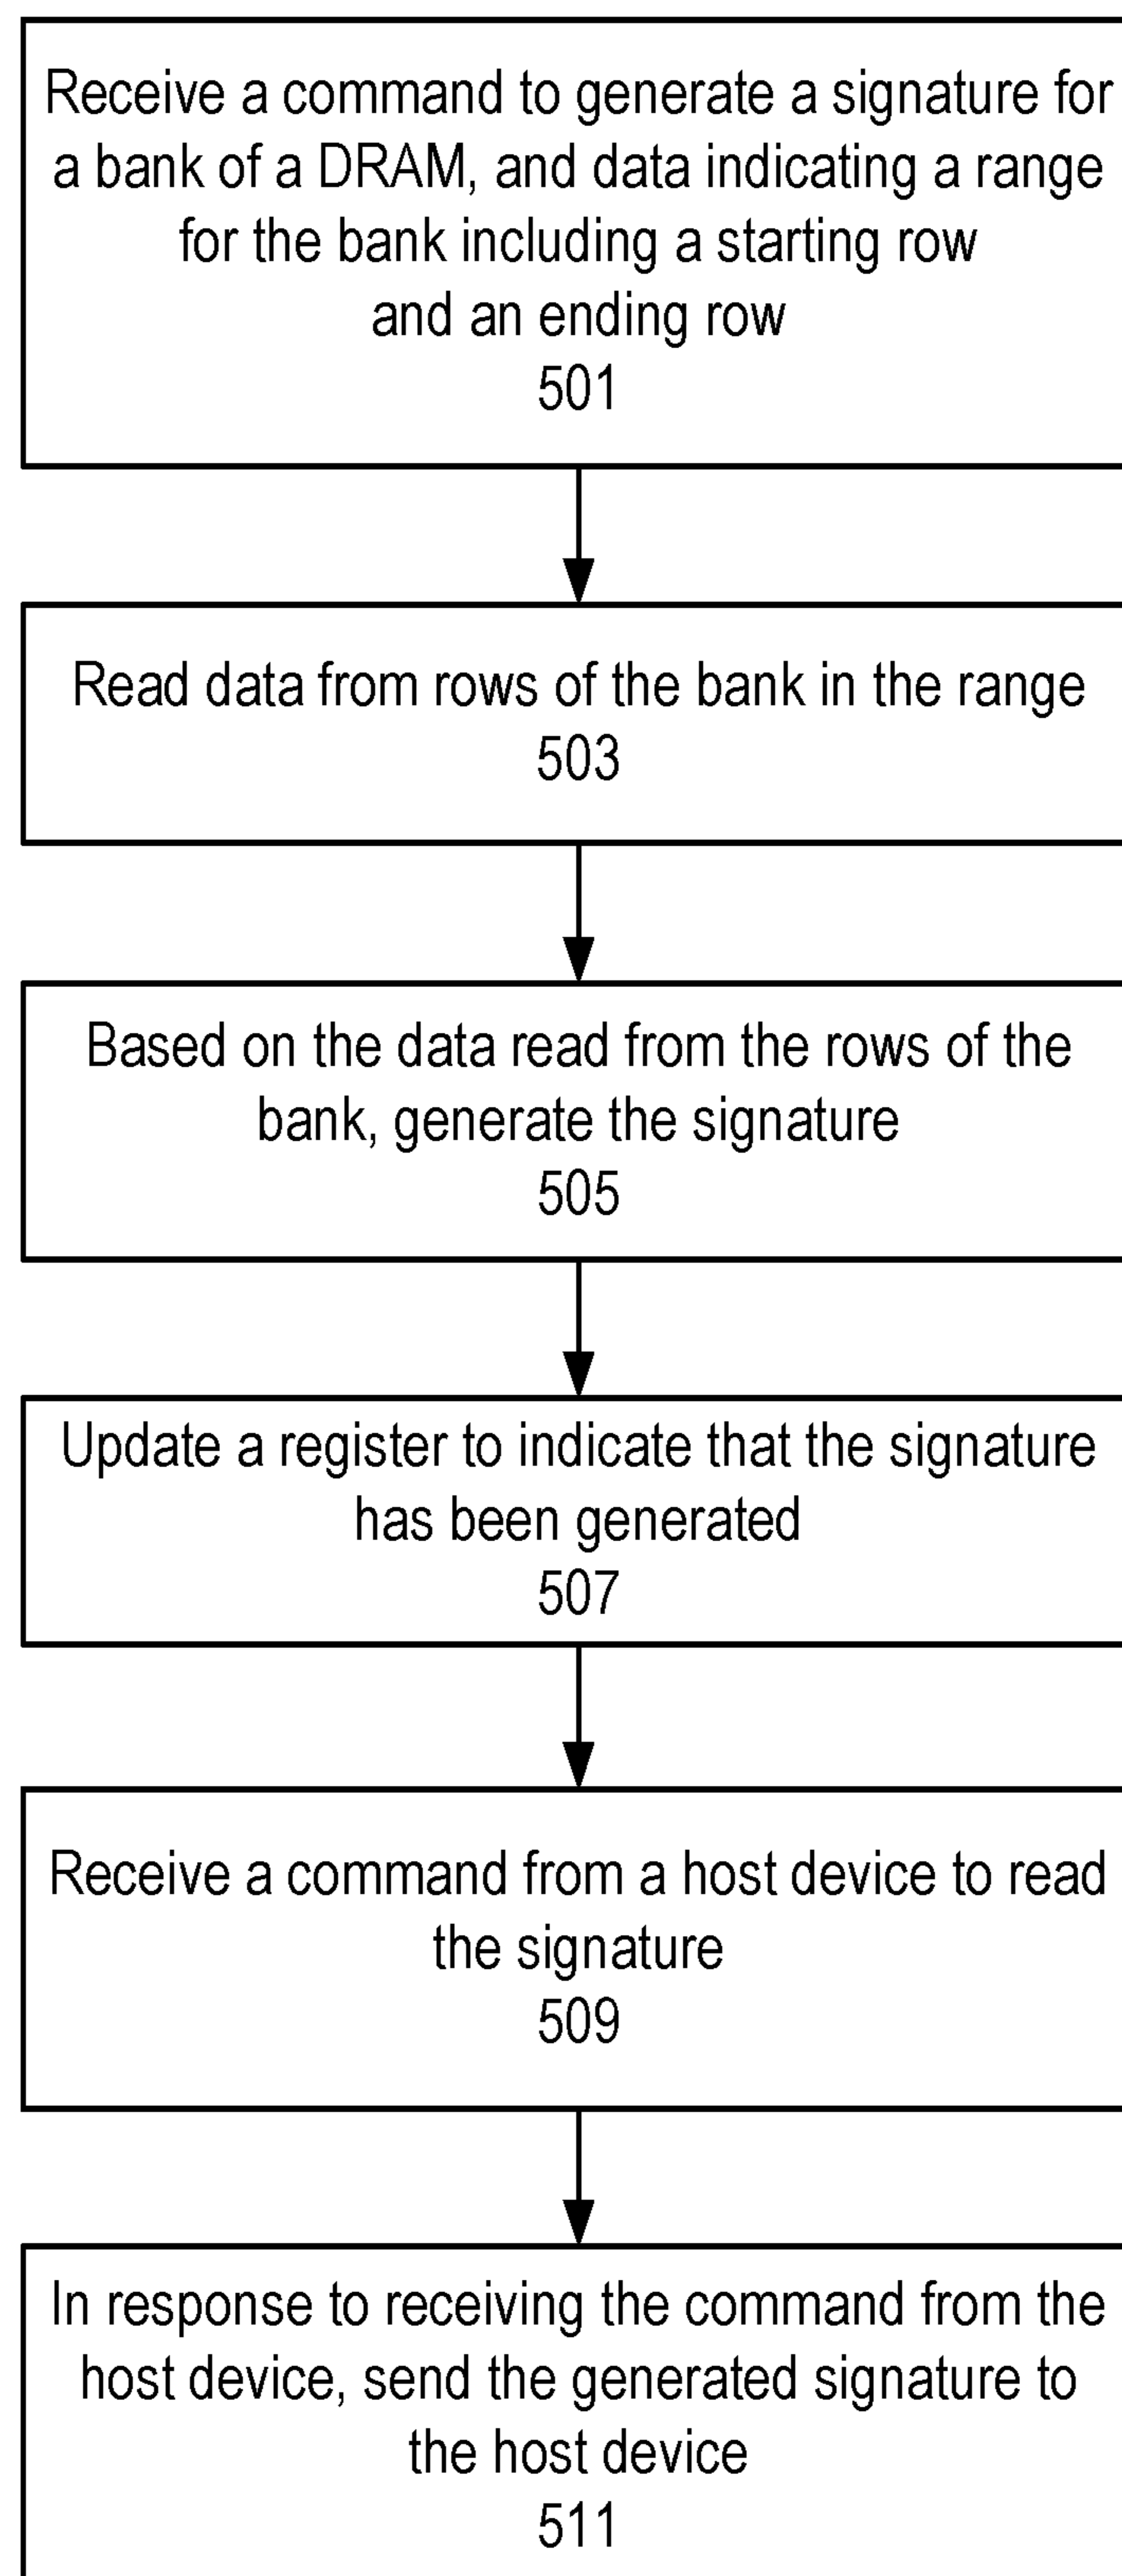 Receive a command to generate a signature for
a bank of a DRAM, and data indicating a range
for the bank including a starting row
and an ending row
501
Read data from rows of the bank in the range
503
Based on the data read from the rows of the
bank, generate the signature
505
Update a register to indicate that the signature
has been generated
507
Receive a command from a host device to read
the signature
509
In response to receiving the command from the
host device, send the generated signature to
the host device
511